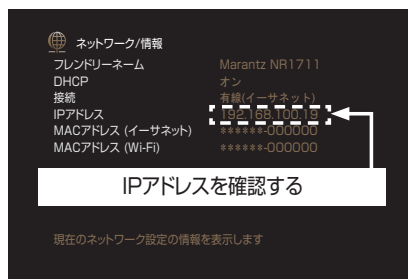 ネットワーク/情報
フレンドリーネーム Marantz NR1711
DHCP オン
接続 有線(イーサネット)
IPアドレス 192.168.100.19
MACアドレス (イーサネット) ******-000000
MACアドレス (Wi-Fi) ******-000000
IPアドレスを確認する
現在のネットワーク設定の情報を表示します